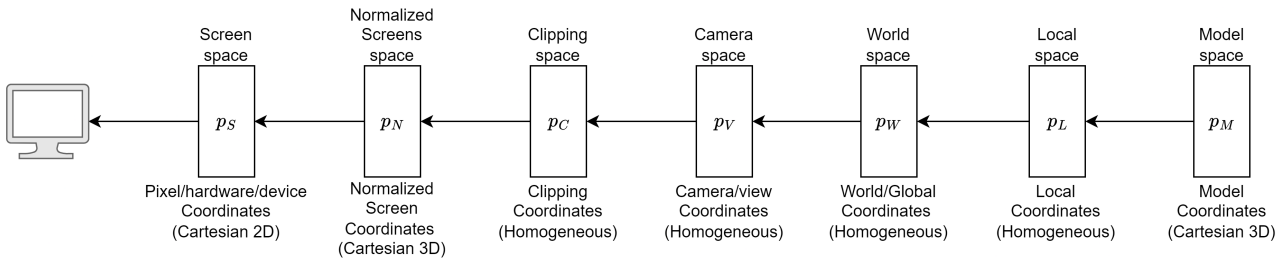 Screen
space
Normalized
Screens
space
Clipping
space
Camera
space
World
space
Local
space
Model
space
p_S
p_N
p_C
p_V
p_W
p_L
p_M
Pixel/hardware/device
Coordinates
(Cartesian 2D)
Normalized
Screen
Coordinates
(Cartesian 3D)
Clipping
Coordinates
(Homogeneous)
Camera/view
Coordinates
(Homogeneous)
World/Global
Coordinates
(Homogeneous)
Local
Coordinates
(Homogeneous)
Model
Coordinates
(Cartesian 3D)